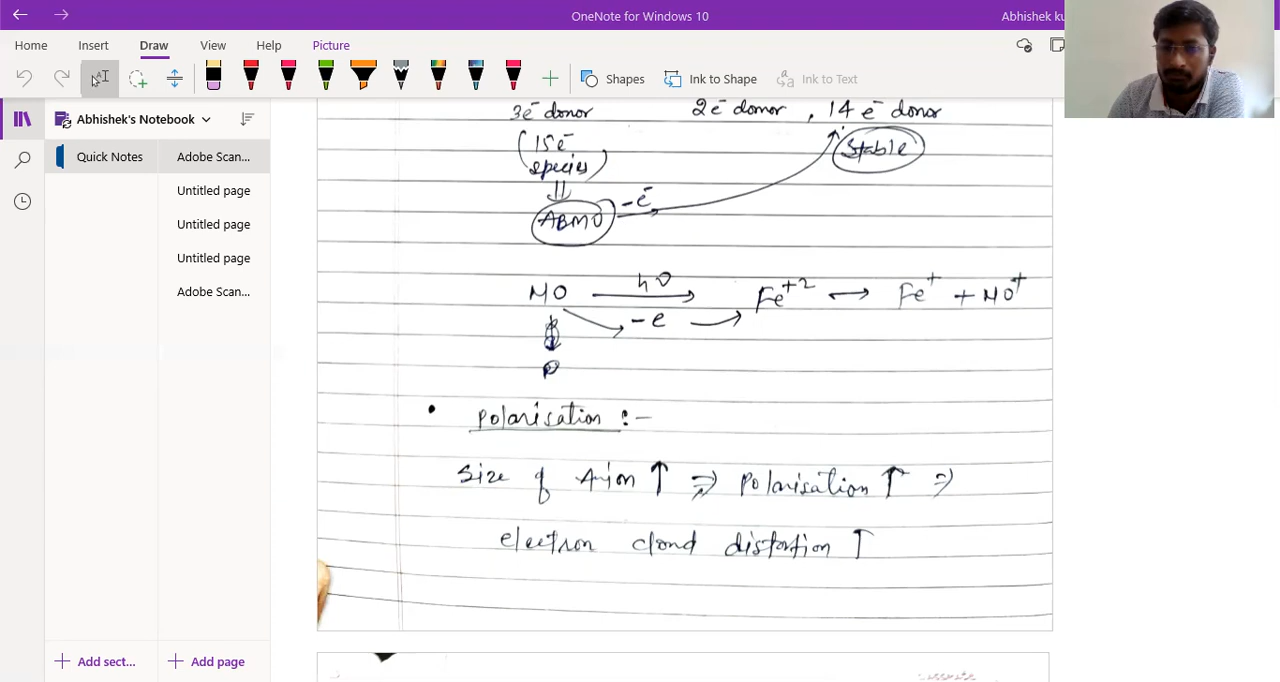 OneNote for Windows 10
Abhishek ku
Home Insert Draw View Help Picture
Shapes Ink to Shape Ink to Text
Abhishek's Notebook
Quick Notes
Adobe Scan...
Untitled page
Untitled page
Untitled page
Adobe Scan...
Add sect...
Add page
3e⁻ donor 2e⁻ donor , 14 e⁻ donor
(15e⁻ Stable
species)
⇓ -e⁻
ABMO
NO hν → Fe⁺² ↔ Fe⁺ + NO⁺
→ -e →
• Polarisation :-
Size of Anion ↑ ⇒ Polarisation ↑ ⇒
electron cloud distortion ↑